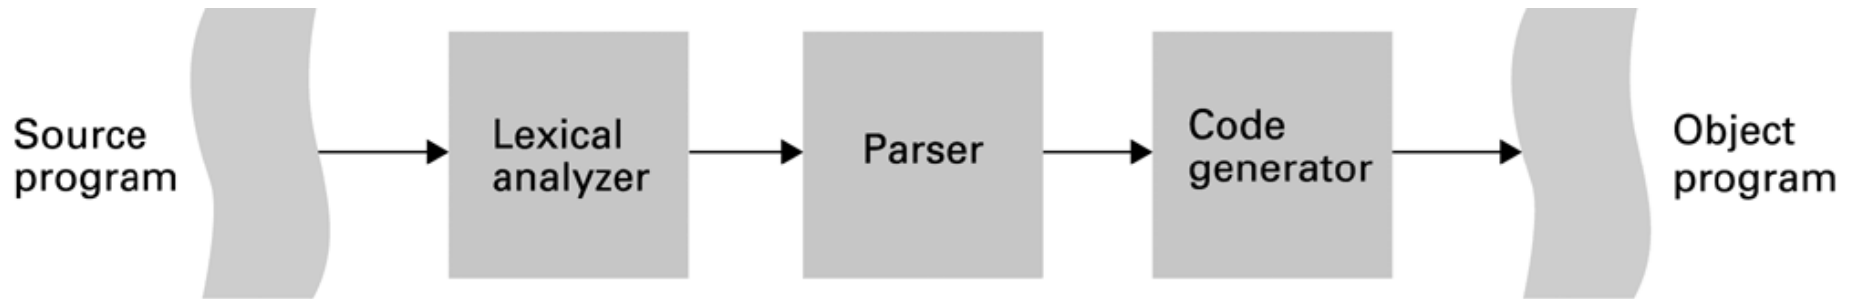 Source
program
Lexical
analyzer
Parser
Code
generator
Object
program